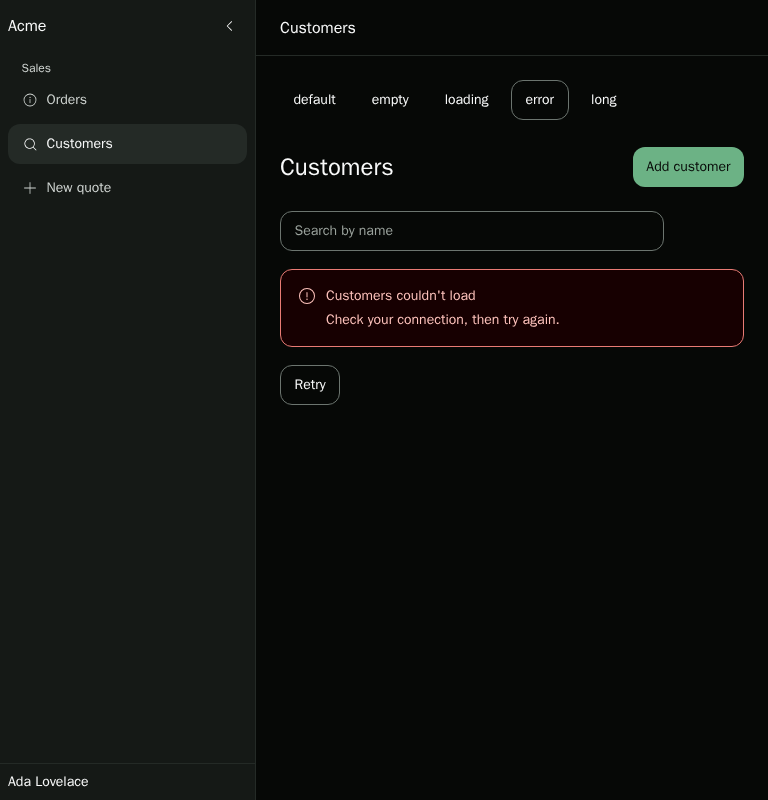 Acme
Sales
Orders
Customers
New quote
Ada Lovelace
Customers
default
empty
loading
error
long
Customers
Add customer
Search by name
Customers couldn't load
Check your connection, then try again.
Retry